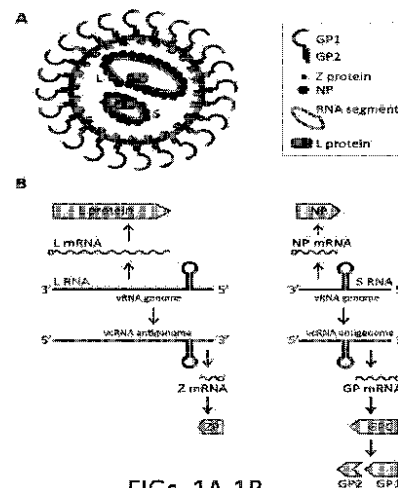 A
GP1
GP2
Z protein
NP
RNA segment
L protein
L
S
B
L protein
NP
L mRNA
NP mRNA
L RNA
S RNA
3' 5'
3' 5'
vRNA genome
vRNA genome
vcRNA antigenome
vcRNA antigenome
5' 3'
5' 3'
Z mRNA
GP mRNA
GP2 GP1
FIGs. 1A-1B